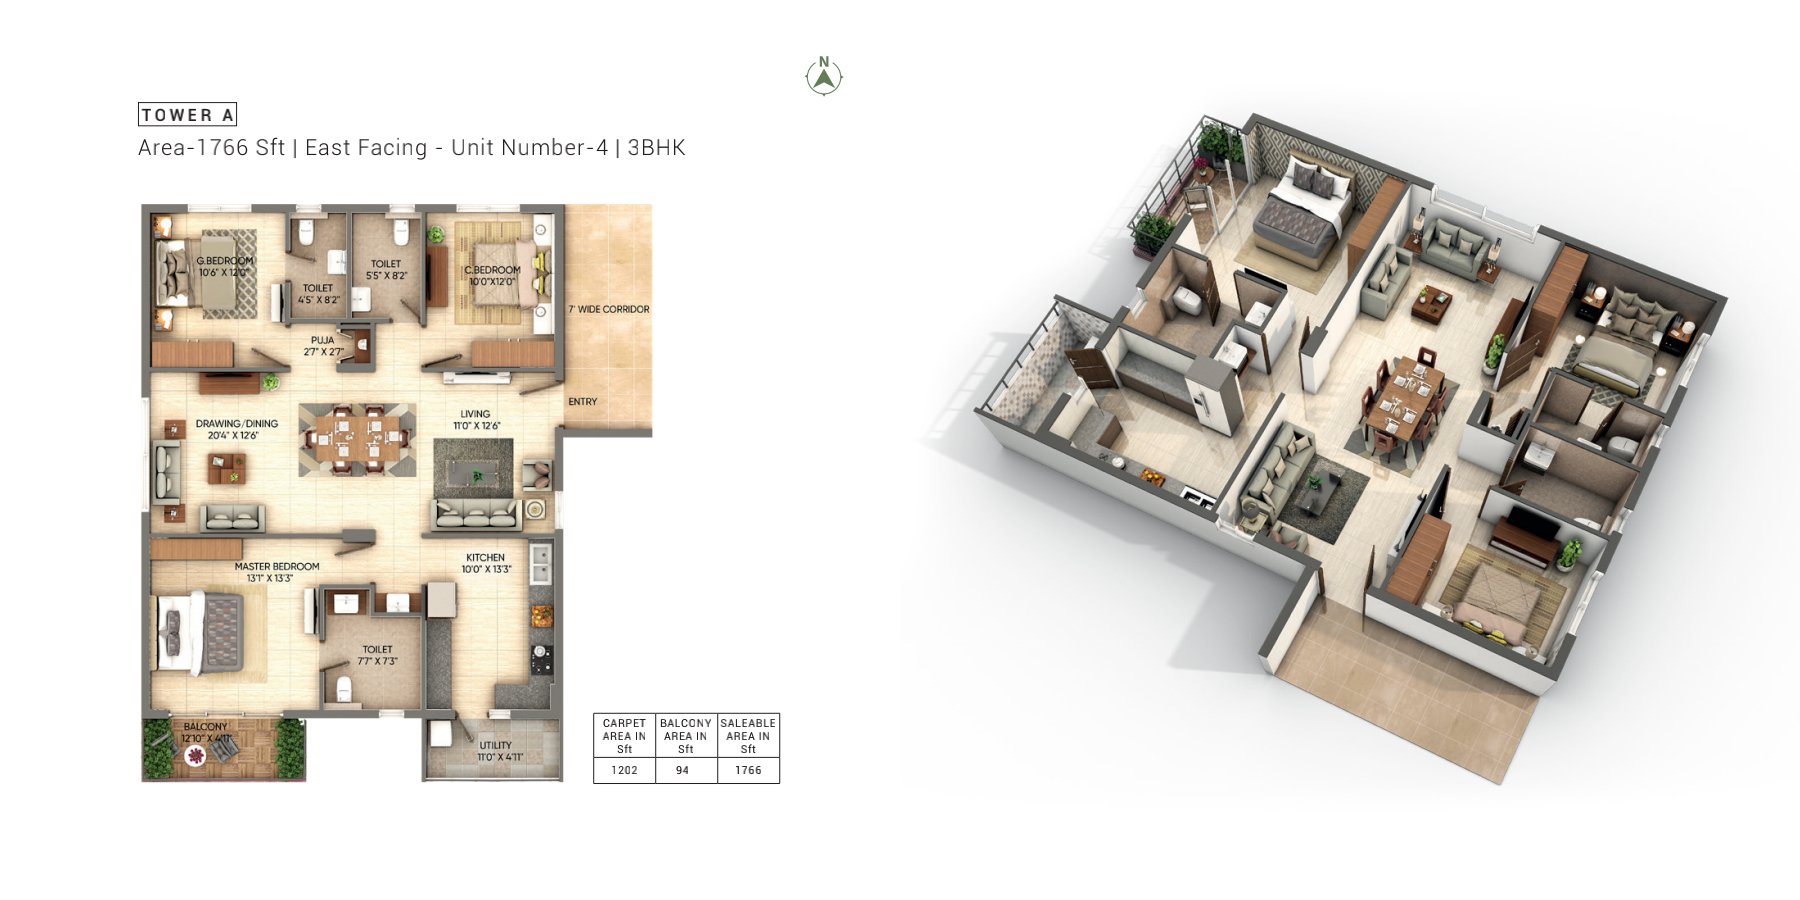 N
TOWER A
Area-1766 Sft | East Facing - Unit Number-4 | 3BHK
G.BEDROOM
10'6" X 12'0"
TOILET
4'5" X 8'2"
TOILET
5'5" X 8'2"
C.BEDROOM
10'0"X12'0"
7' WIDE CORRIDOR
PUJA
2'7" X 2'7"
ENTRY
DRAWING/DINING
20'4" X 12'6"
LIVING
11'0" X 12'6"
MASTER BEDROOM
13'1" X 13'3"
KITCHEN
10'0" X 13'3"
TOILET
7'7" X 7'3"
BALCONY
12'10" X 4'11"
UTILITY
11'0" X 4'11"
CARPET AREA IN Sft
BALCONY AREA IN Sft
SALEABLE AREA IN Sft
1202
94
1766